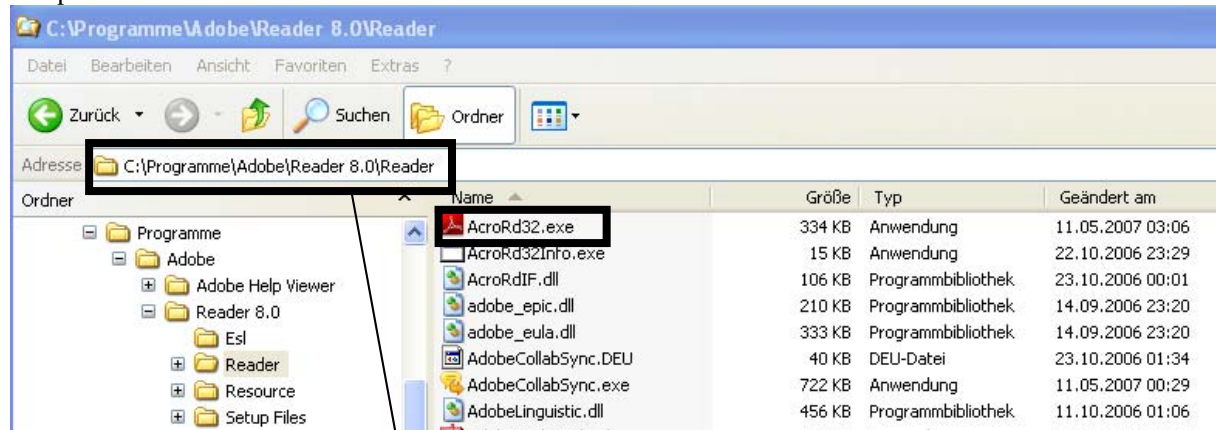 C:\Programme\Adobe\Reader 8.0\Reader
Datei Bearbeiten Ansicht Favoriten Extras ?
Zurück Suchen Ordner
Adresse C:\Programme\Adobe\Reader 8.0\Reader
Ordner
Programme
Adobe
Adobe Help Viewer
Reader 8.0
Esl
Reader
Resource
Setup Files
Name Größe Typ Geändert am
AcroRd32.exe 334 KB Anwendung 11.05.2007 03:06
AcroRd32Info.exe 15 KB Anwendung 22.10.2006 23:29
AcroRdIF.dll 106 KB Programmbibliothek 23.10.2006 00:01
adobe_epic.dll 210 KB Programmbibliothek 14.09.2006 23:20
adobe_eula.dll 333 KB Programmbibliothek 14.09.2006 23:20
AdobeCollabSync.DEU 40 KB DEU-Datei 23.10.2006 01:34
AdobeCollabSync.exe 722 KB Anwendung 11.05.2007 00:29
AdobeLinguistic.dll 456 KB Programmbibliothek 11.10.2006 01:06